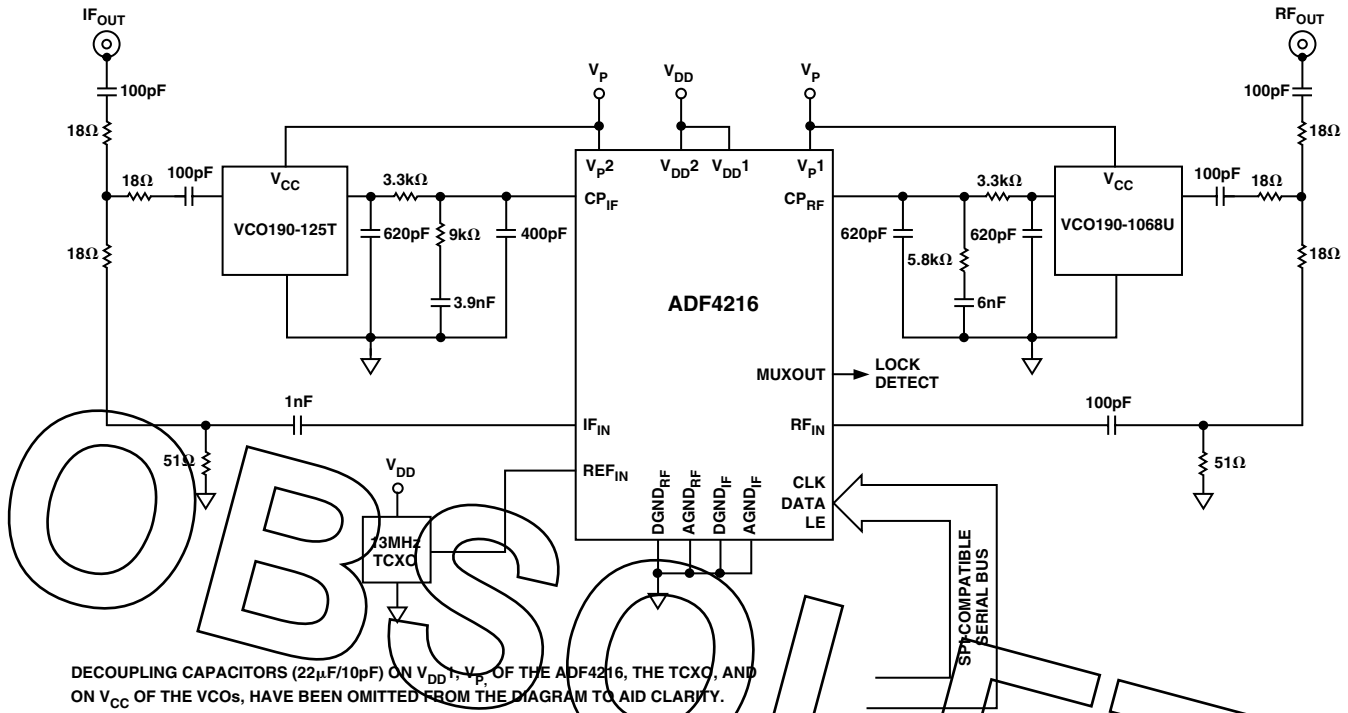 IFOUT
RFOUT
100pF
VP
VDD
VP
100pF
18Ω
18Ω
VP2
VDD2
VDD1
VP1
18Ω
100pF
VCC
3.3kΩ
CPIF
CPRF
3.3kΩ
VCC
100pF
18Ω
VCO190-125T
620pF
9kΩ
400pF
620pF
5.8kΩ
620pF
VCO190-1068U
18Ω
18Ω
3.9nF
ADF4216
6nF
MUXOUT
LOCK
DETECT
1nF
100pF
IFIN
RFIN
51Ω
51Ω
VDD
REFIN
DGNDRF
AGNDRF
DGNDIF
AGNDIF
CLK
DATA
LE
13MHz
TCXO
SPI-COMPATIBLE
SERIAL BUS
DECOUPLING CAPACITORS (22μF/10pF) ON VDD1, VP, OF THE ADF4216, THE TCXO, AND
ON VCC OF THE VCOs, HAVE BEEN OMITTED FROM THE DIAGRAM TO AID CLARITY.